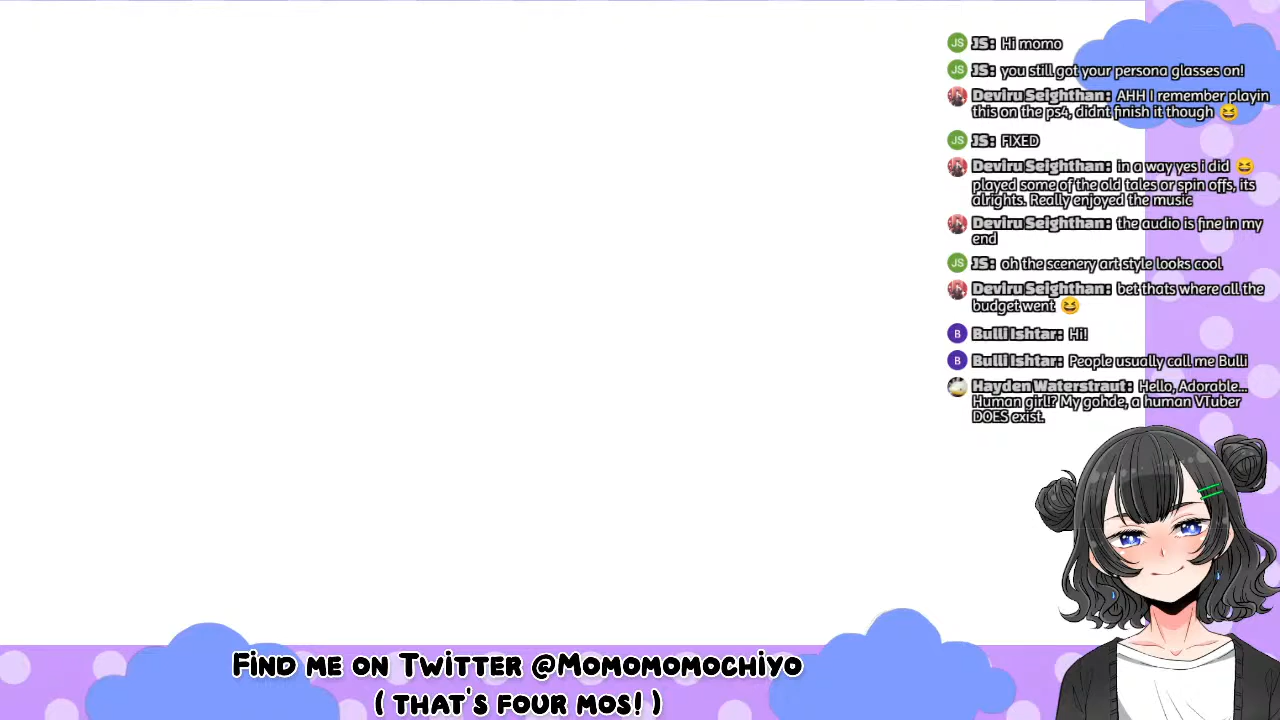 JS: Hi momo
JS: you still got your persona glasses on!
Deviru Seighthan: AHH I remember playin
this on the ps4, didnt finish it though 😆
JS: FIXED
Deviru Seighthan: in a way yes i did 😆
played some of the old tales or spin offs, its
alrights. Really enjoyed the music
Deviru Seighthan: the audio is fine in my
end
JS: oh the scenery art style looks cool
Deviru Seighthan: bet thats where all the
budget went 😆
Bulli Ishtar: Hi!
Bulli Ishtar: People usually call me Bulli
Hayden Waterstraut: Hello, Adorable...
Human girl!? My gohde, a human VTuber
DOES exist.
Find me on Twitter @Momomomochiyo
( that's four mos! )